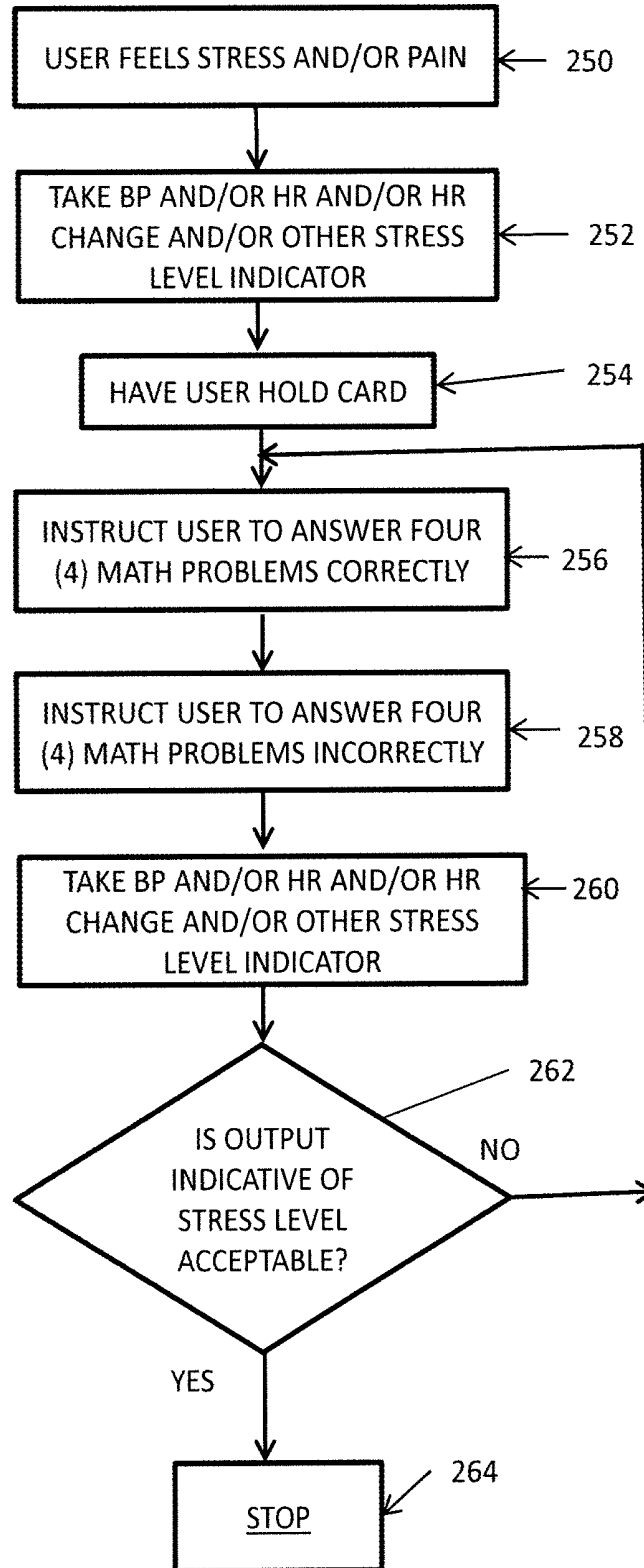 USER FEELS STRESS AND/OR PAIN
250
TAKE BP AND/OR HR AND/OR HR
CHANGE AND/OR OTHER STRESS
LEVEL INDICATOR
252
HAVE USER HOLD CARD
254
INSTRUCT USER TO ANSWER FOUR
(4) MATH PROBLEMS CORRECTLY
256
INSTRUCT USER TO ANSWER FOUR
(4) MATH PROBLEMS INCORRECTLY
258
TAKE BP AND/OR HR AND/OR HR
CHANGE AND/OR OTHER STRESS
LEVEL INDICATOR
260
262
IS OUTPUT
INDICATIVE OF
STRESS LEVEL
ACCEPTABLE?
NO
YES
STOP
264